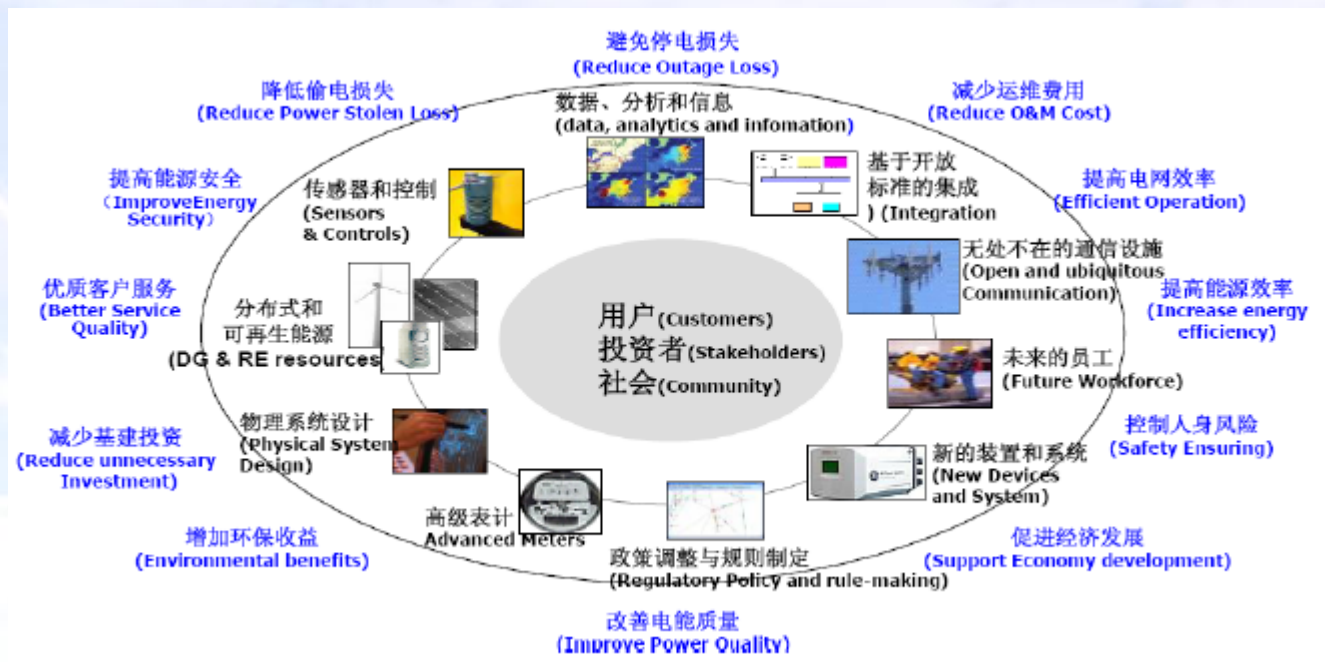 避免停电损失
(Reduce Outage Loss)
降低偷电损失
(Reduce Power Stolen Loss)
减少运维费用
(Reduce O&M Cost)
数据、分析和信息
(data, analytics and infomation)
基于开放
标准的集成
) (Integration
传感器和控制
(Sensors
& Controls)
提高能源安全
（ImproveEnergy
Security）
提高电网效率
(Efficient Operation)
无处不在的通信设施
(Open and ubiquitous
Communication)
优质客户服务
(Better Service
Quality)
分布式和
可再生能源
(DG & RE resources
用户(Customers)
投资者(Stakeholders)
社会(Community)
提高能源效率
(Increase energy
efficiency)
未来的员工
(Future Workforce)
减少基建投资
(Reduce unnecessary
Investment)
物理系统设计
(Physical System
Design)
控制人身风险
(Safety Ensuring)
新的装置和系统
(New Devices
and System)
高级表计
Advanced Meters
政策调整与规则制定
(Regulatory Policy and rule-making)
增加环保收益
(Environmental benefits)
促进经济发展
(Support Economy development)
改善电能质量
(Improve Power Quality)